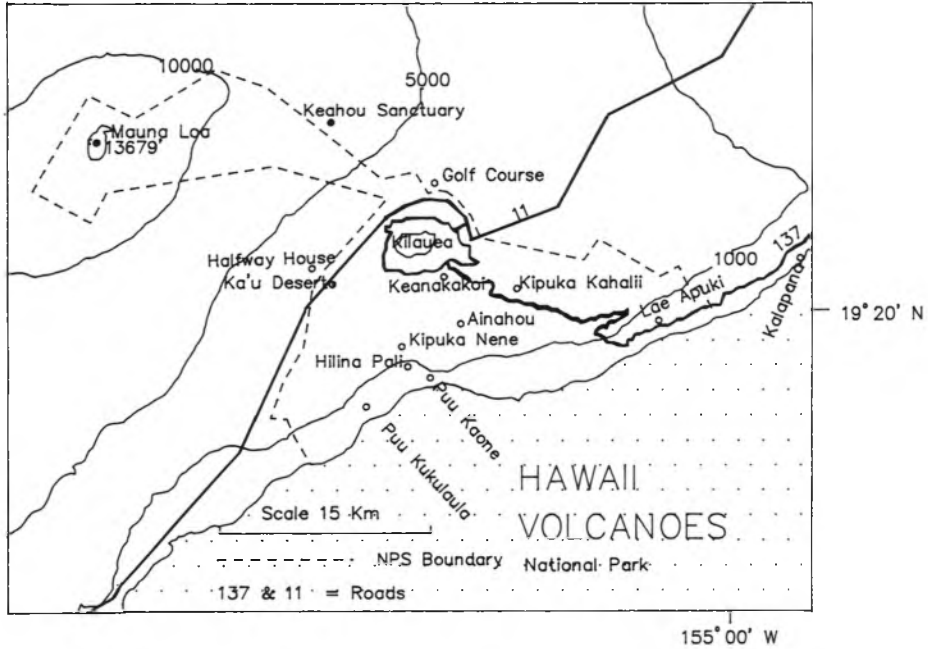 10000
5000
Keahou Sanctuary
Mauna Loa
13679'
Golf Course
11
Kilauea
137
Halfway House
1000
Ka'u Desert
Keanakakoi
Kipuka Kahalii
Lae Apuki
Kalapana
19°20' N
Ainahou
Kipuka Nene
Hilina Pali
Puu Kaone
Puu Kukulaula
HAWAII
VOLCANOES
National Park
Scale 15 Km
NPS Boundary
137 & 11 = Roads
155°00' W